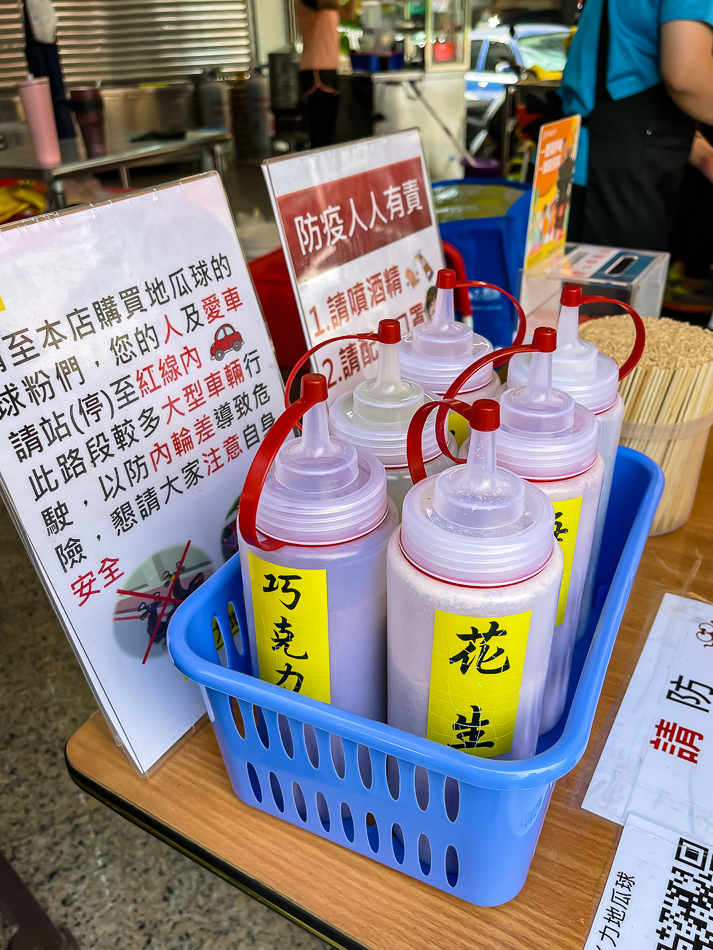 至本店購買地瓜球的
球粉們，您的人及愛車
請站(停)至紅線內
此路段較多大型車輛行
駛，以防內輪差導致危
險，懇請大家注意自身
安全
防疫人人有責
1.請噴酒精
2.請配
巧克力
花生
請防
力地瓜球